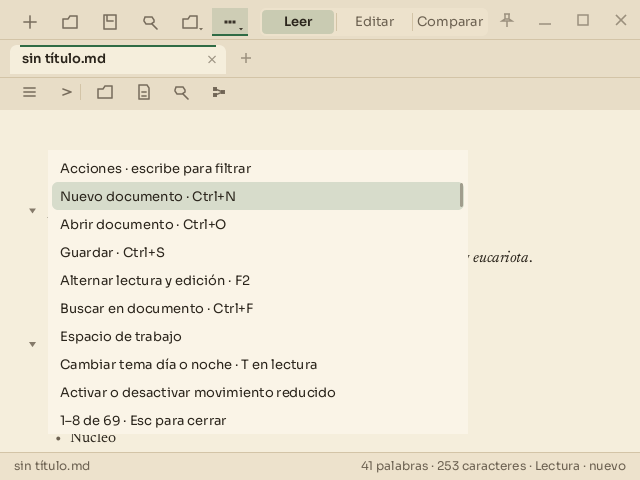 Leer
Editar
Comparar
sin título.md
Acciones · escribe para filtrar
Nuevo documento · Ctrl+N
Abrir documento · Ctrl+O
Guardar · Ctrl+S
Alternar lectura y edición · F2
Buscar en documento · Ctrl+F
Espacio de trabajo
Cambiar tema día o noche · T en lectura
Activar o desactivar movimiento reducido
1–8 de 69 · Esc para cerrar
eucariota.
Núcleo
sin título.md
41 palabras · 253 caracteres · Lectura · nuevo